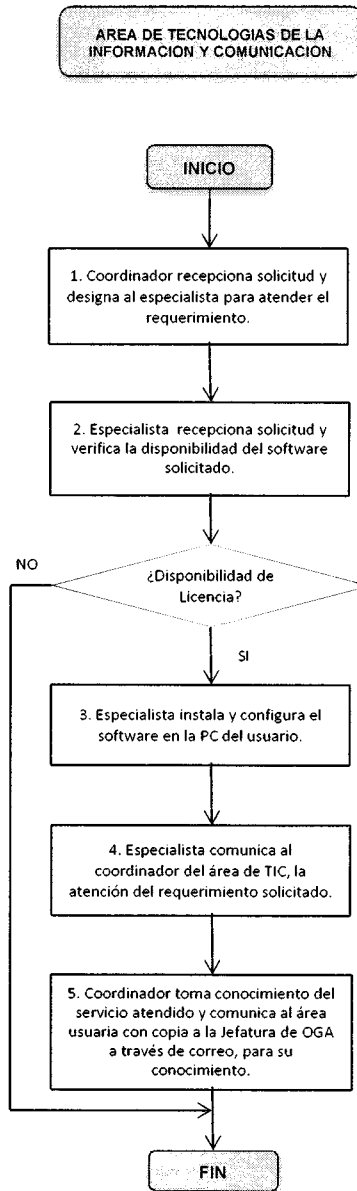 AREA DE TECNOLOGIAS DE LA
INFORMACION Y COMUNICACION
INICIO
1. Coordinador recepciona solicitud y
designa al especialista para atender el
requerimiento.
2. Especialista recepciona solicitud y
verifica la disponibilidad del software
solicitado.
NO
¿Disponibilidad de
Licencia?
SI
3. Especialista instala y configura el
software en la PC del usuario.
4. Especialista comunica al
coordinador del área de TIC, la
atención del requerimiento solicitado.
5. Coordinador toma conocimiento del
servicio atendido y comunica al área
usuaria con copia a la Jefatura de OGA
a través de correo, para su
conocimiento.
FIN